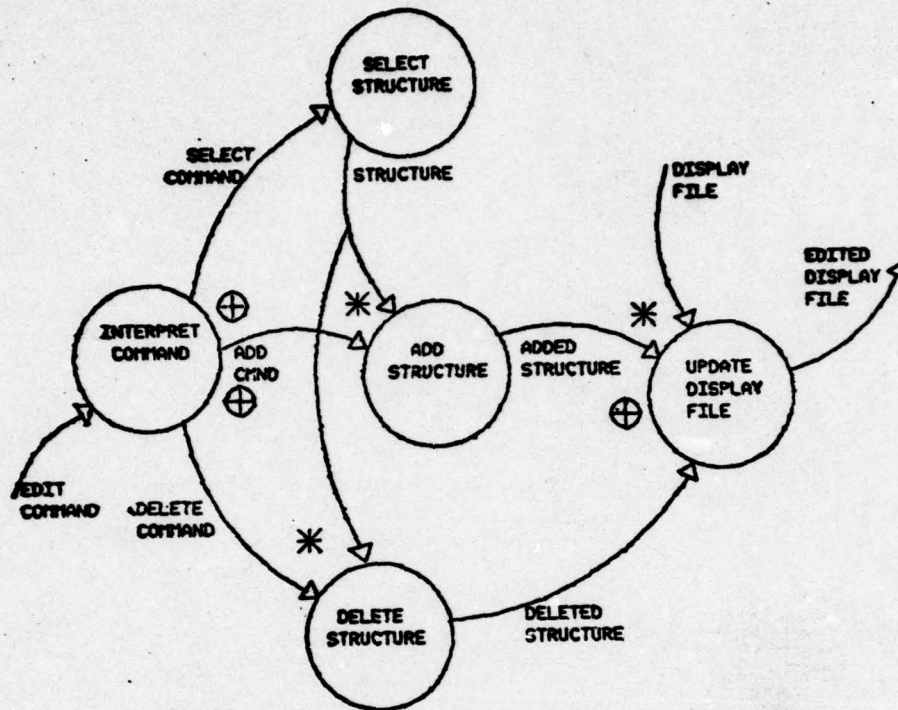 SELECT
STRUCTURE
SELECT
COMMAND
STRUCTURE
DISPLAY
FILE
EDITED
DISPLAY
FILE
INTERPRET
COMMAND
ADD
CMND
ADD
STRUCTURE
ADDED
STRUCTURE
UPDATE
DISPLAY
FILE
EDIT
COMMAND
DELETE
COMMAND
DELETE
STRUCTURE
DELETED
STRUCTURE